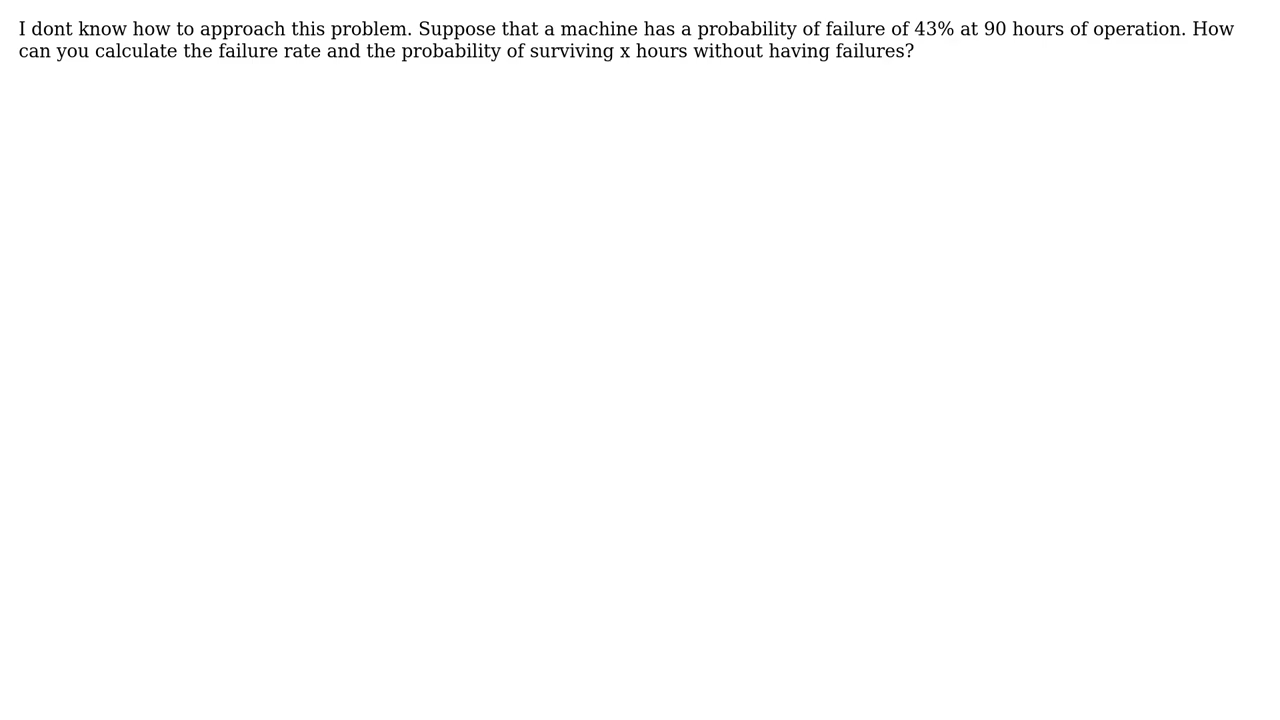 I dont know how to approach this problem. Suppose that a machine has a probability of failure of 43% at 90 hours of operation. How
can you calculate the failure rate and the probability of surviving x hours without having failures?